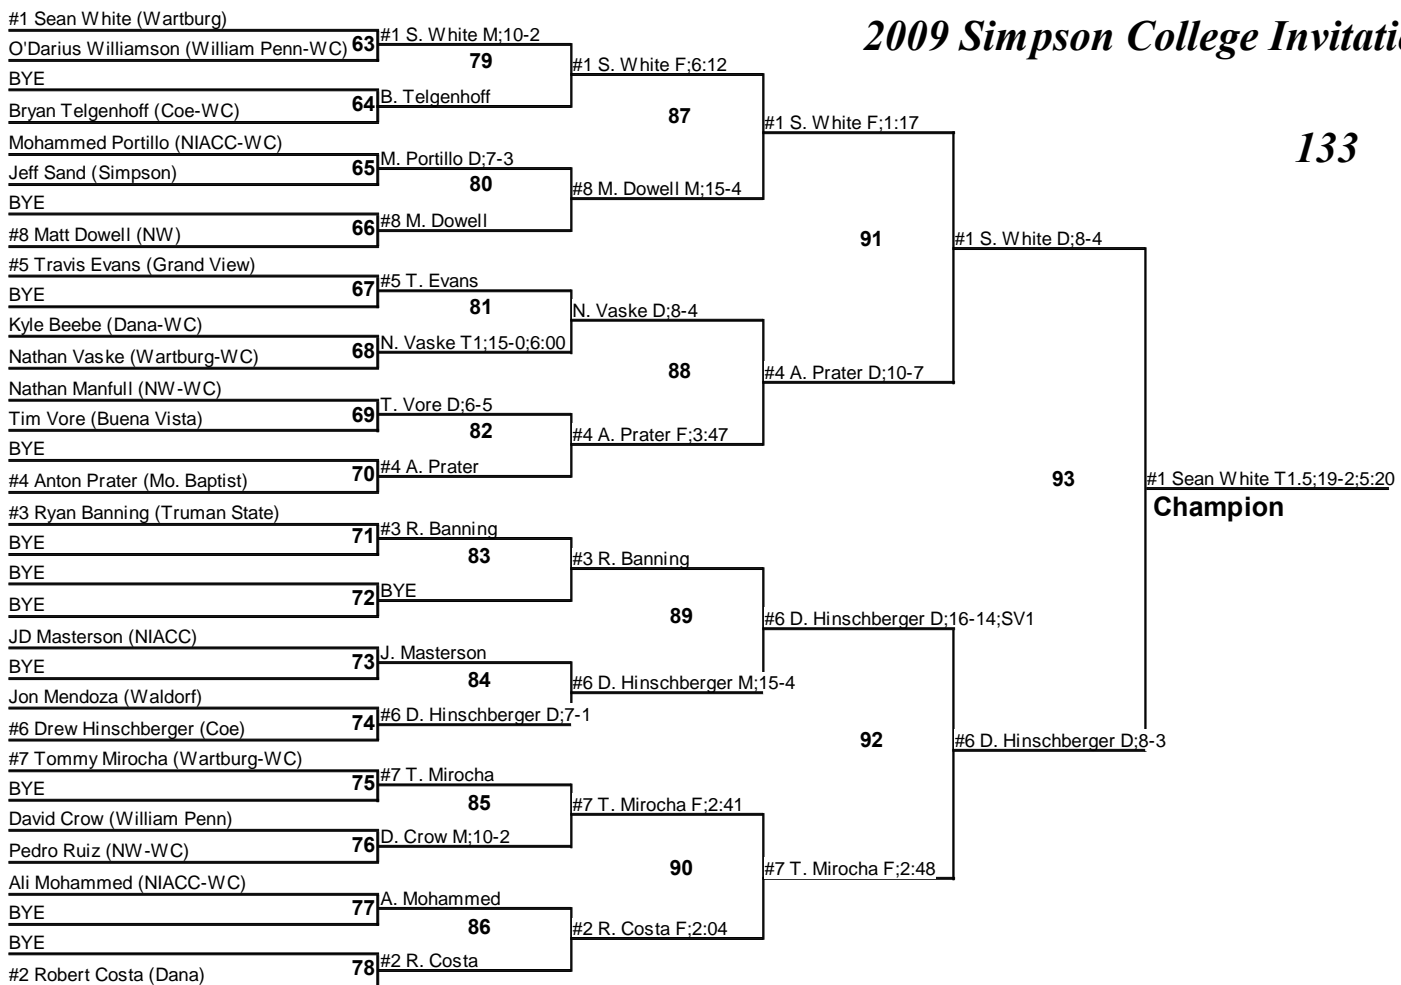 2009 Simpson College Invitati
133
#1 Sean White (Wartburg)
O'Darius Williamson (William Penn-WC)
BYE
Bryan Telgenhoff (Coe-WC)
Mohammed Portillo (NIACC-WC)
Jeff Sand (Simpson)
BYE
#8 Matt Dowell (NW)
#5 Travis Evans (Grand View)
BYE
Kyle Beebe (Dana-WC)
Nathan Vaske (Wartburg-WC)
Nathan Manfull (NW-WC)
Tim Vore (Buena Vista)
BYE
#4 Anton Prater (Mo. Baptist)
#3 Ryan Banning (Truman State)
BYE
BYE
BYE
JD Masterson (NIACC)
BYE
Jon Mendoza (Waldorf)
#6 Drew Hinschberger (Coe)
#7 Tommy Mirocha (Wartburg-WC)
BYE
David Crow (William Penn)
Pedro Ruiz (NW-WC)
Ali Mohammed (NIACC-WC)
BYE
BYE
#2 Robert Costa (Dana)
63
64
65
66
67
68
69
70
71
72
73
74
75
76
77
78
#1 S. White M;10-2
B. Telgenhoff
M. Portillo D;7-3
#8 M. Dowell
#5 T. Evans
N. Vaske T1;15-0;6:00
T. Vore D;6-5
#4 A. Prater
#3 R. Banning
BYE
J. Masterson
#6 D. Hinschberger D;7-1
#7 T. Mirocha
D. Crow M;10-2
A. Mohammed
#2 R. Costa
79
80
81
82
83
84
85
86
#1 S. White F;6:12
#8 M. Dowell M;15-4
N. Vaske D;8-4
#4 A. Prater F;3:47
#3 R. Banning
#6 D. Hinschberger M;15-4
#7 T. Mirocha F;2:41
#2 R. Costa F;2:04
87
88
89
90
#1 S. White F;1:17
#4 A. Prater D;10-7
#6 D. Hinschberger D;16-14;SV1
#7 T. Mirocha F;2:48
91
92
#1 S. White D;8-4
#6 D. Hinschberger D;8-3
93
#1 Sean White T1.5;19-2;5:20
Champion